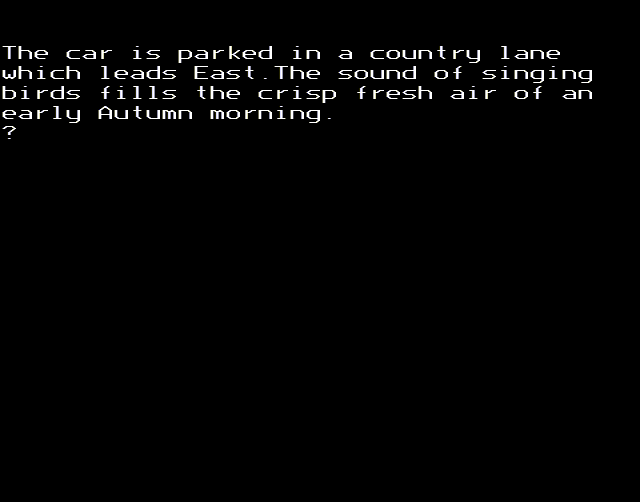 The car is parked in a country lane
which leads East.The sound of singing
birds fills the crisp fresh air of an
early Autumn morning.
?